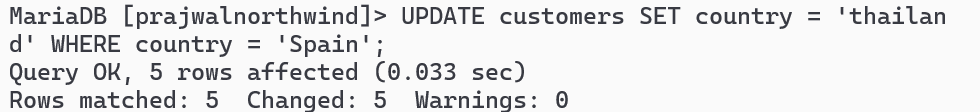 MariaDB [prajwalnorthwind]> UPDATE customers SET country = 'thailan
d' WHERE country = 'Spain';
Query OK, 5 rows affected (0.033 sec)
Rows matched: 5  Changed: 5  Warnings: 0